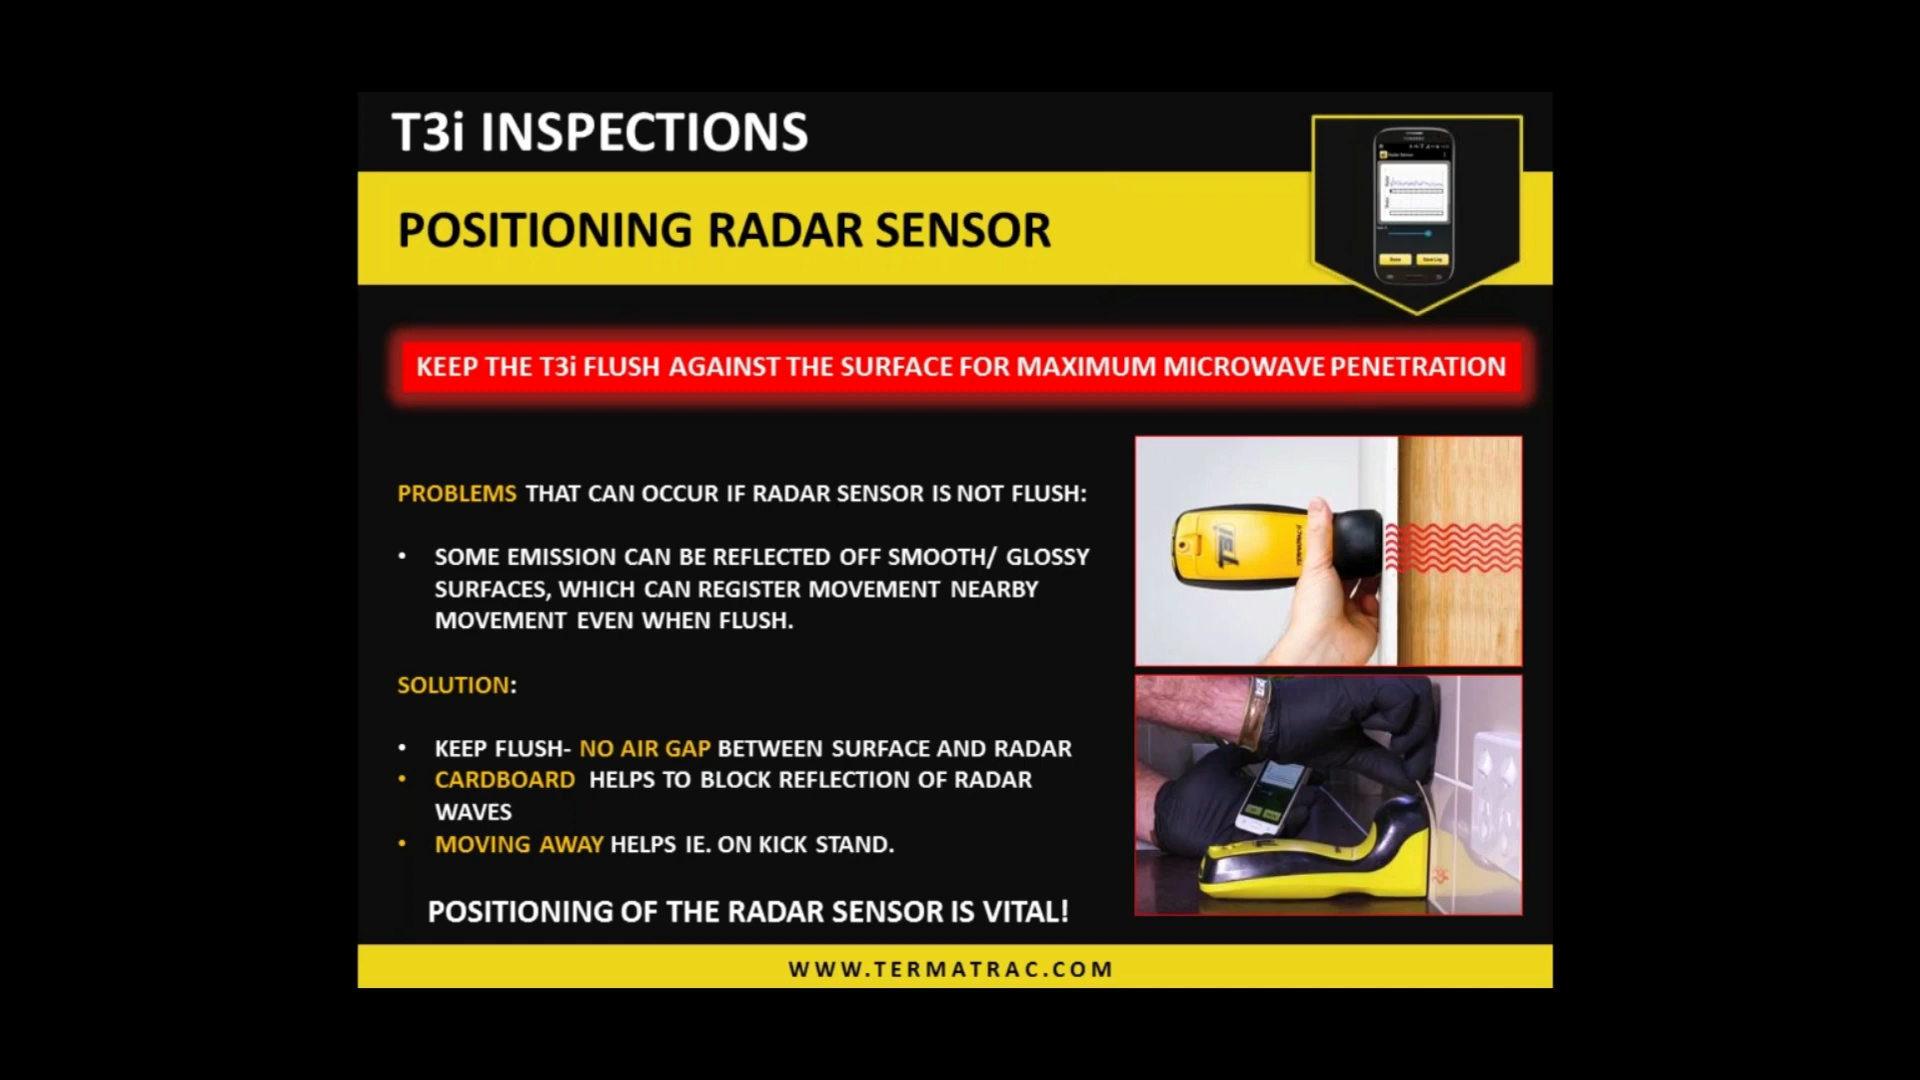 T3i INSPECTIONS
POSITIONING RADAR SENSOR
KEEP THE T3i FLUSH AGAINST THE SURFACE FOR MAXIMUM MICROWAVE PENETRATION
PROBLEMS THAT CAN OCCUR IF RADAR SENSOR IS NOT FLUSH:
• SOME EMISSION CAN BE REFLECTED OFF SMOOTH/ GLOSSY
SURFACES, WHICH CAN REGISTER MOVEMENT NEARBY
MOVEMENT EVEN WHEN FLUSH.
SOLUTION:
• KEEP FLUSH- NO AIR GAP BETWEEN SURFACE AND RADAR
• CARDBOARD HELPS TO BLOCK REFLECTION OF RADAR
WAVES
• MOVING AWAY HELPS IE. ON KICK STAND.
POSITIONING OF THE RADAR SENSOR IS VITAL!
WWW.TERMATRAC.COM